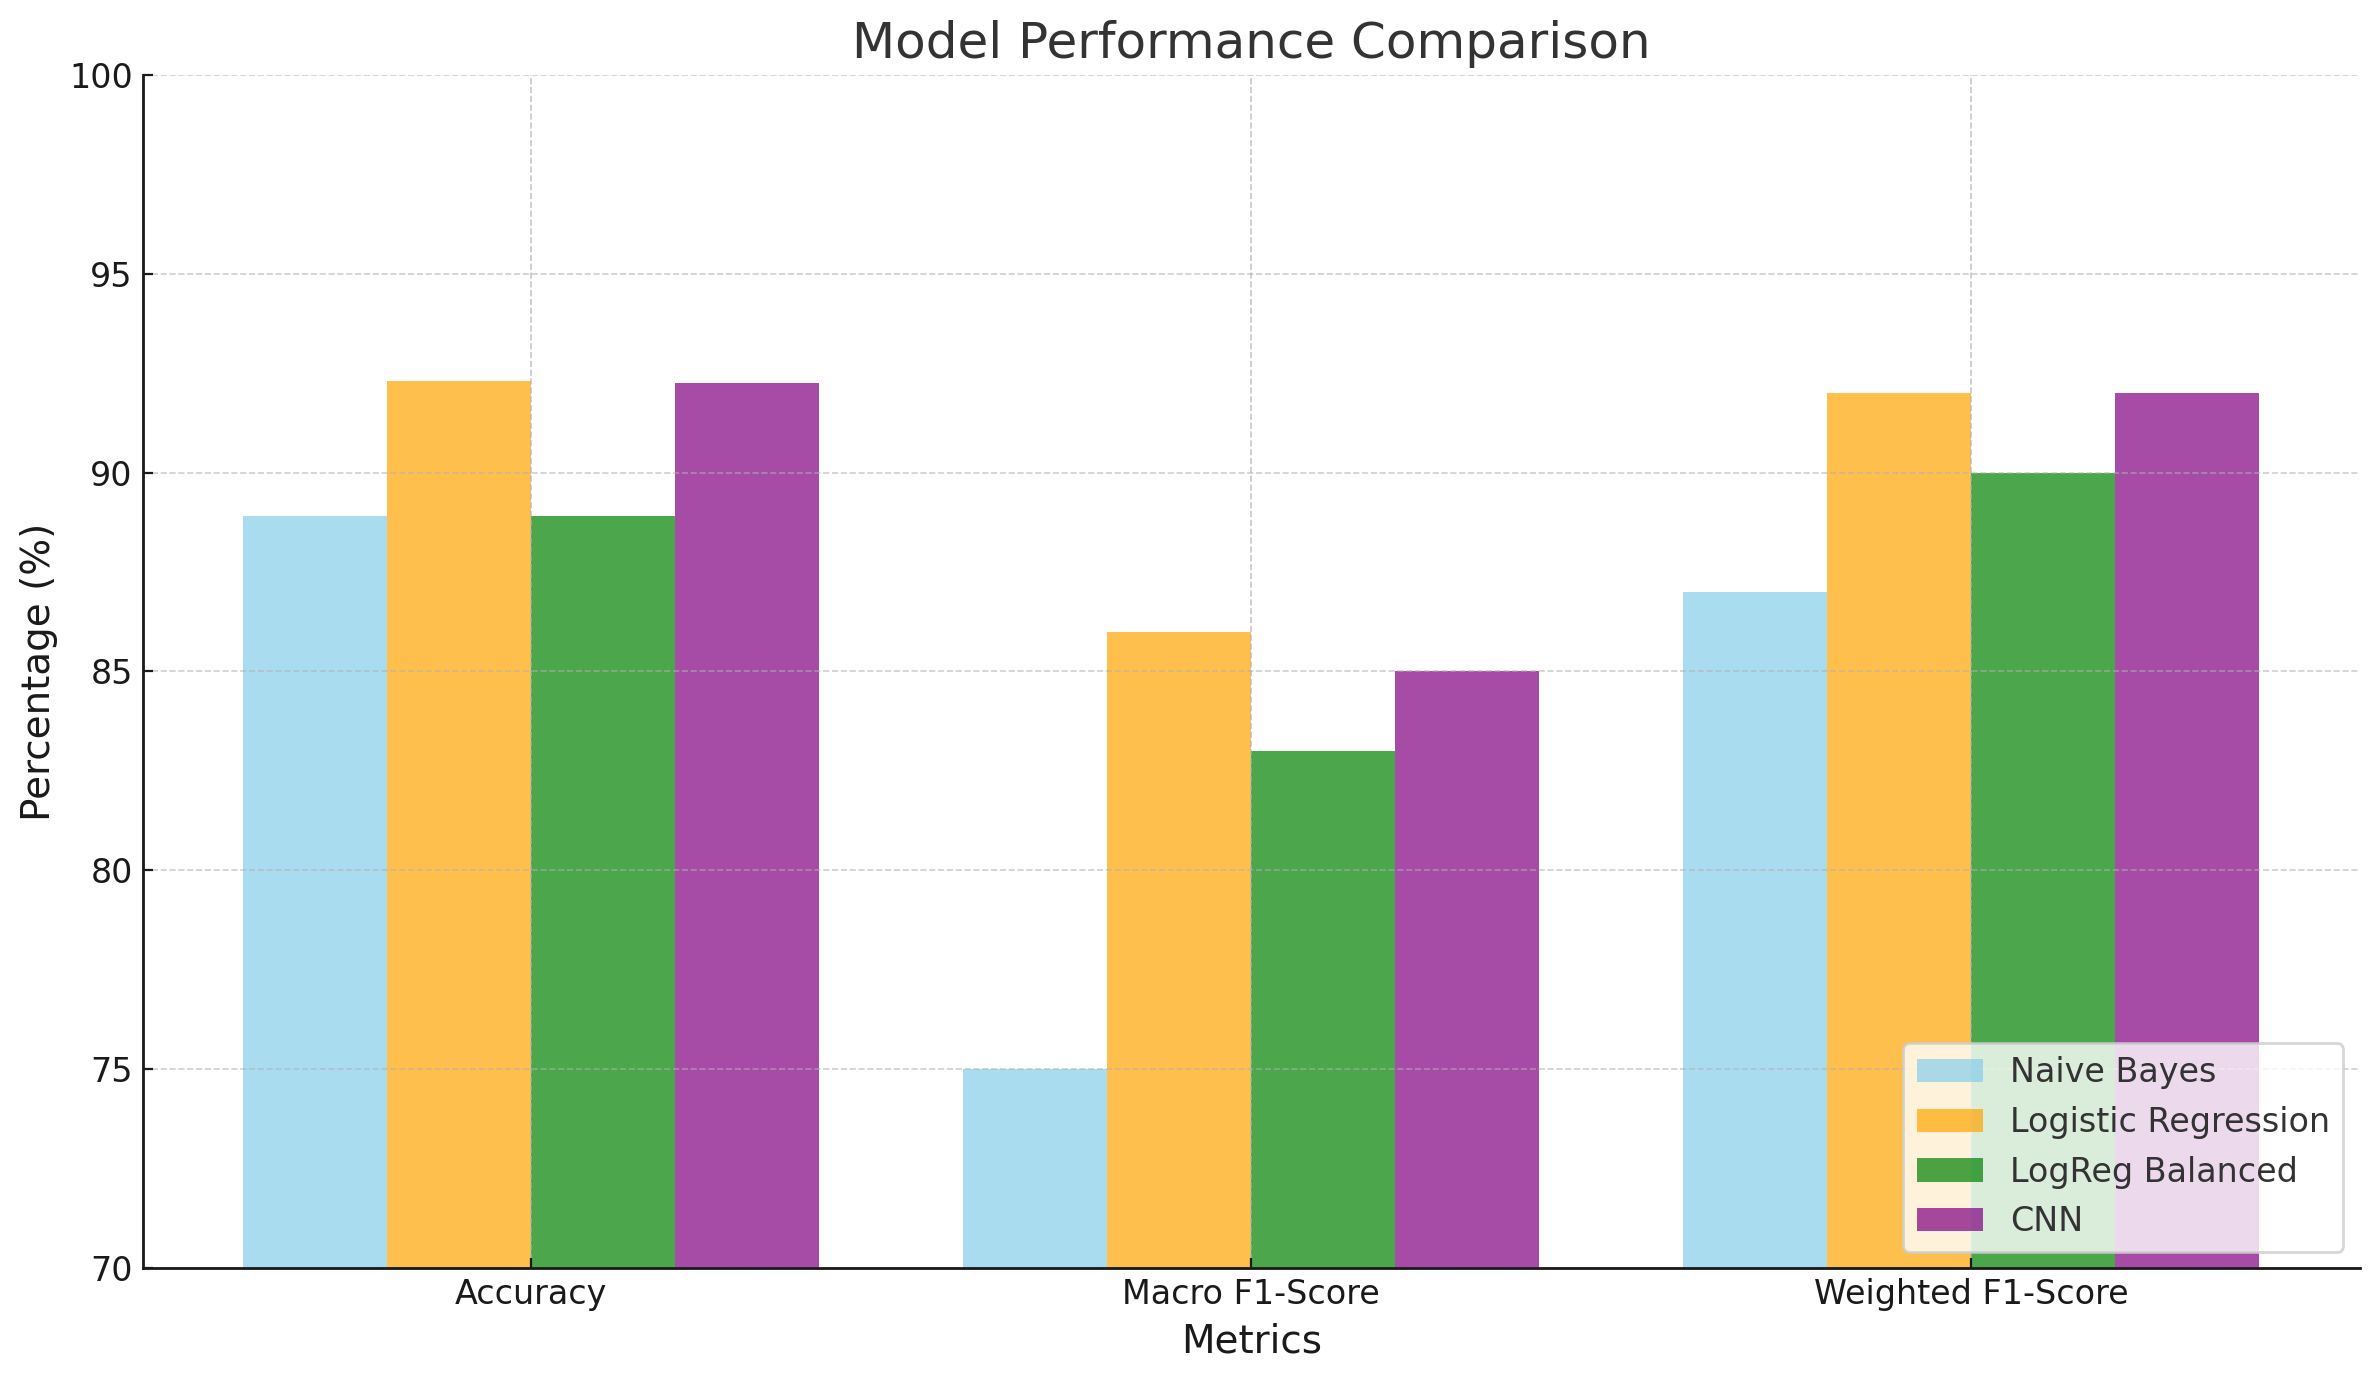 Model Performance Comparison
Percentage (%)
100
95
90
85
80
75
70
Accuracy
Macro F1-Score
Weighted F1-Score
Metrics
Naive Bayes
Logistic Regression
LogReg Balanced
CNN